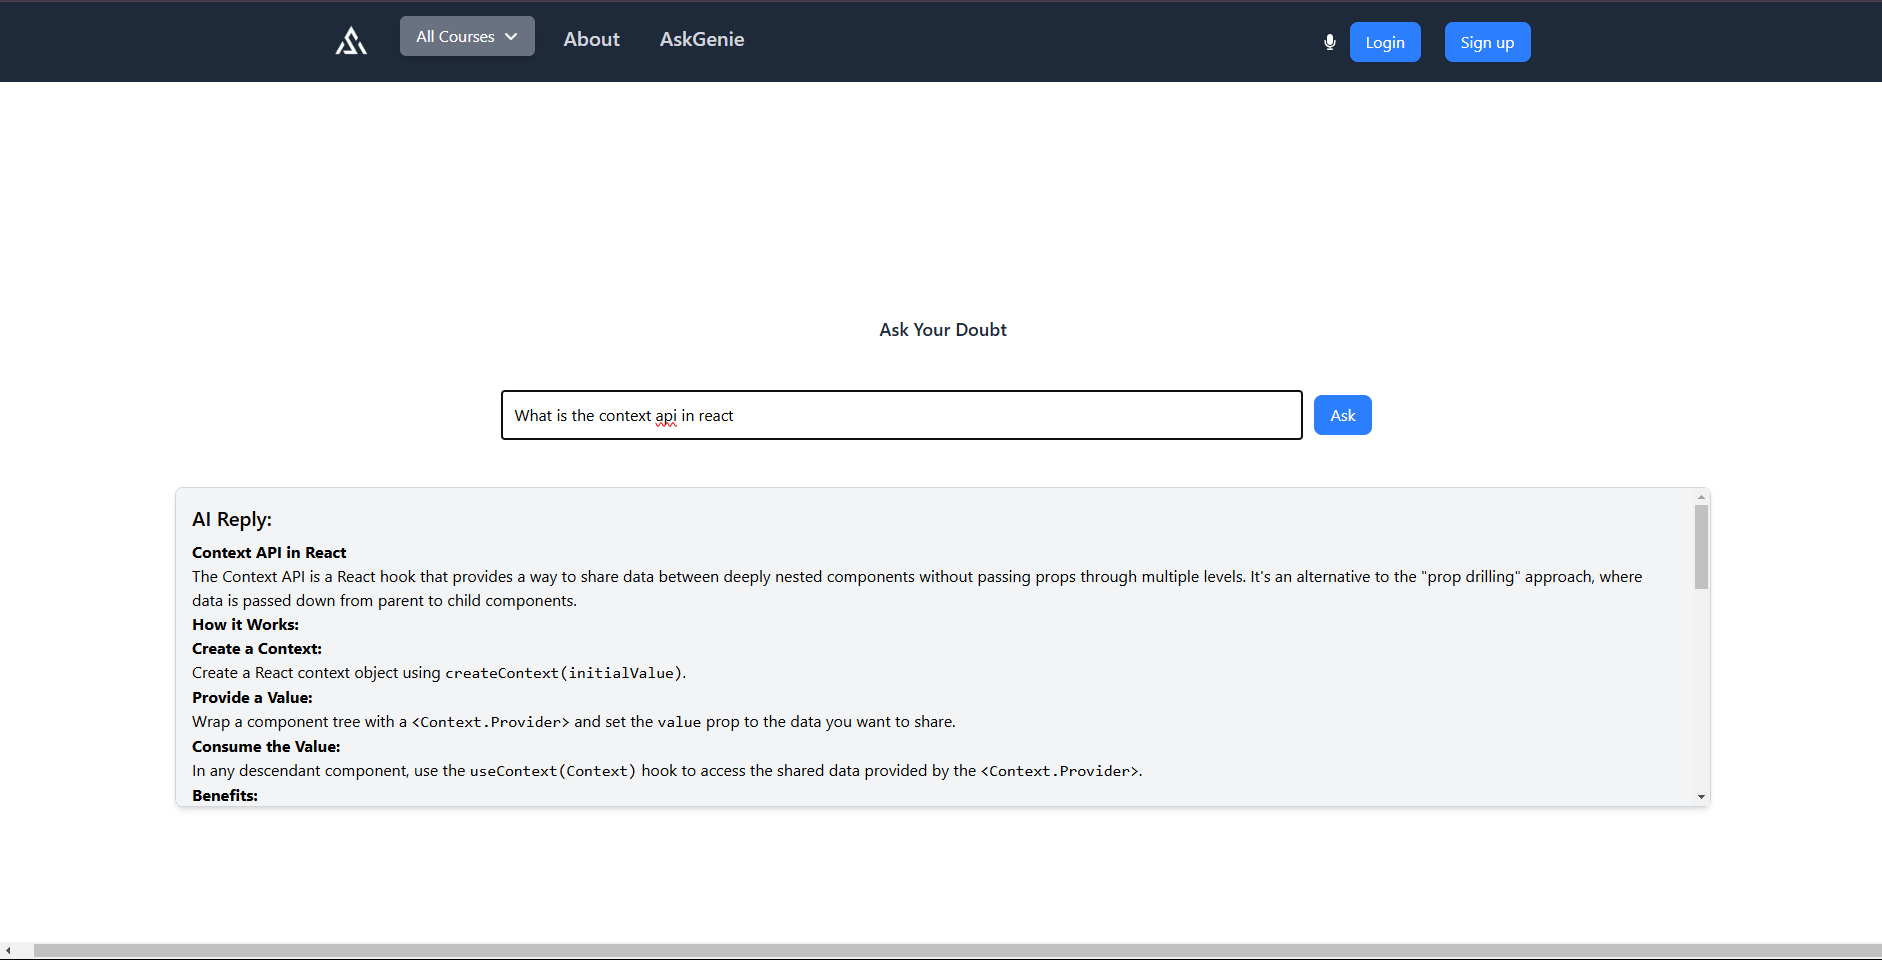 All Courses About AskGenie Login Sign up
Ask Your Doubt
What is the context api in react Ask
AI Reply:
Context API in React
The Context API is a React hook that provides a way to share data between deeply nested components without passing props through multiple levels. It's an alternative to the "prop drilling" approach, where
data is passed down from parent to child components.
How it Works:
Create a Context:
Create a React context object using createContext(initialValue).
Provide a Value:
Wrap a component tree with a <Context.Provider> and set the value prop to the data you want to share.
Consume the Value:
In any descendant component, use the useContext(Context) hook to access the shared data provided by the <Context.Provider>.
Benefits: